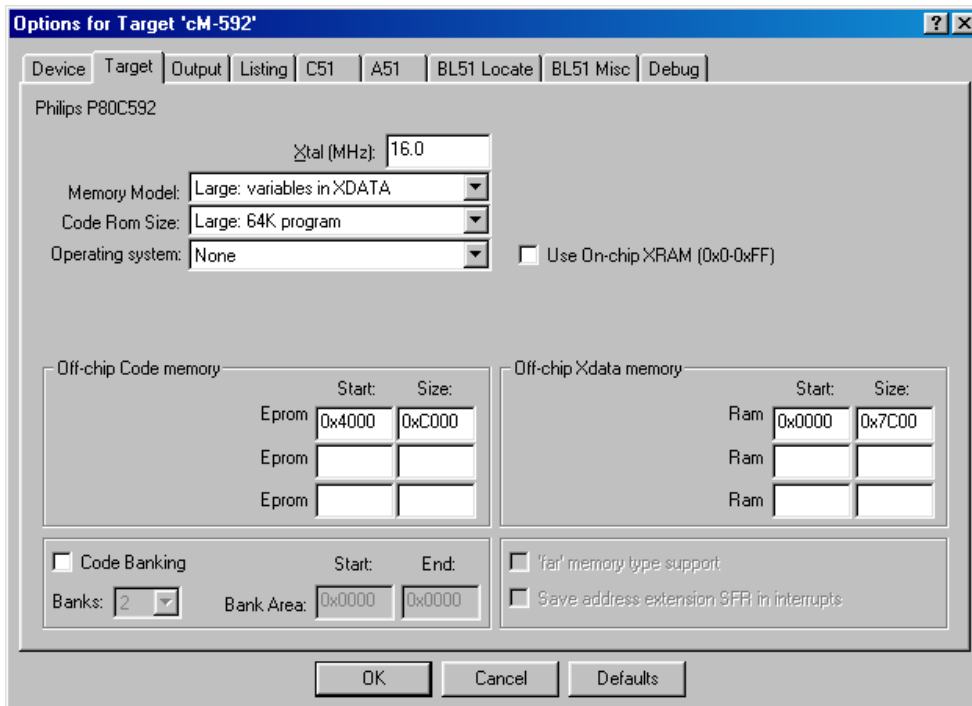 Options for Target 'cM-592'
Device Target Output Listing C51 A51 BL51 Locate BL51 Misc Debug
Philips P80C592
Xtal (MHz): 16.0
Memory Model: Large: variables in XDATA
Code Rom Size: Large: 64K program
Operating system: None Use On-chip XRAM (0x0-0xFF)
Off-chip Code memory
Start: Size:
Eprom 0x4000 0xC000
Eprom
Eprom
Off-chip Xdata memory
Start: Size:
Ram 0x0000 0x7C00
Ram
Ram
Code Banking Start: End:
Banks: 2 Bank Area: 0x0000 0x0000
'far' memory type support
Save address extension SFR in interrupts
OK Cancel Defaults